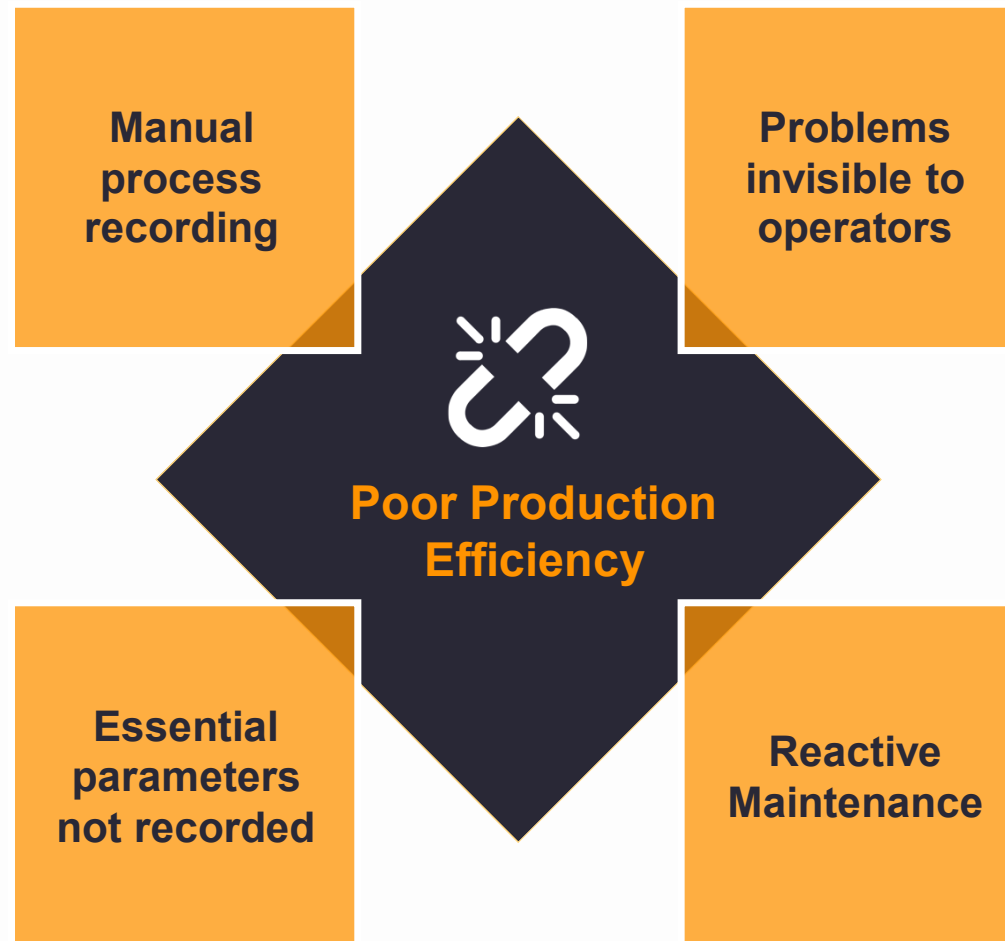 Manual
process
recording
Problems
invisible to
operators
Poor Production
Efficiency
Essential
parameters
not recorded
Reactive
Maintenance